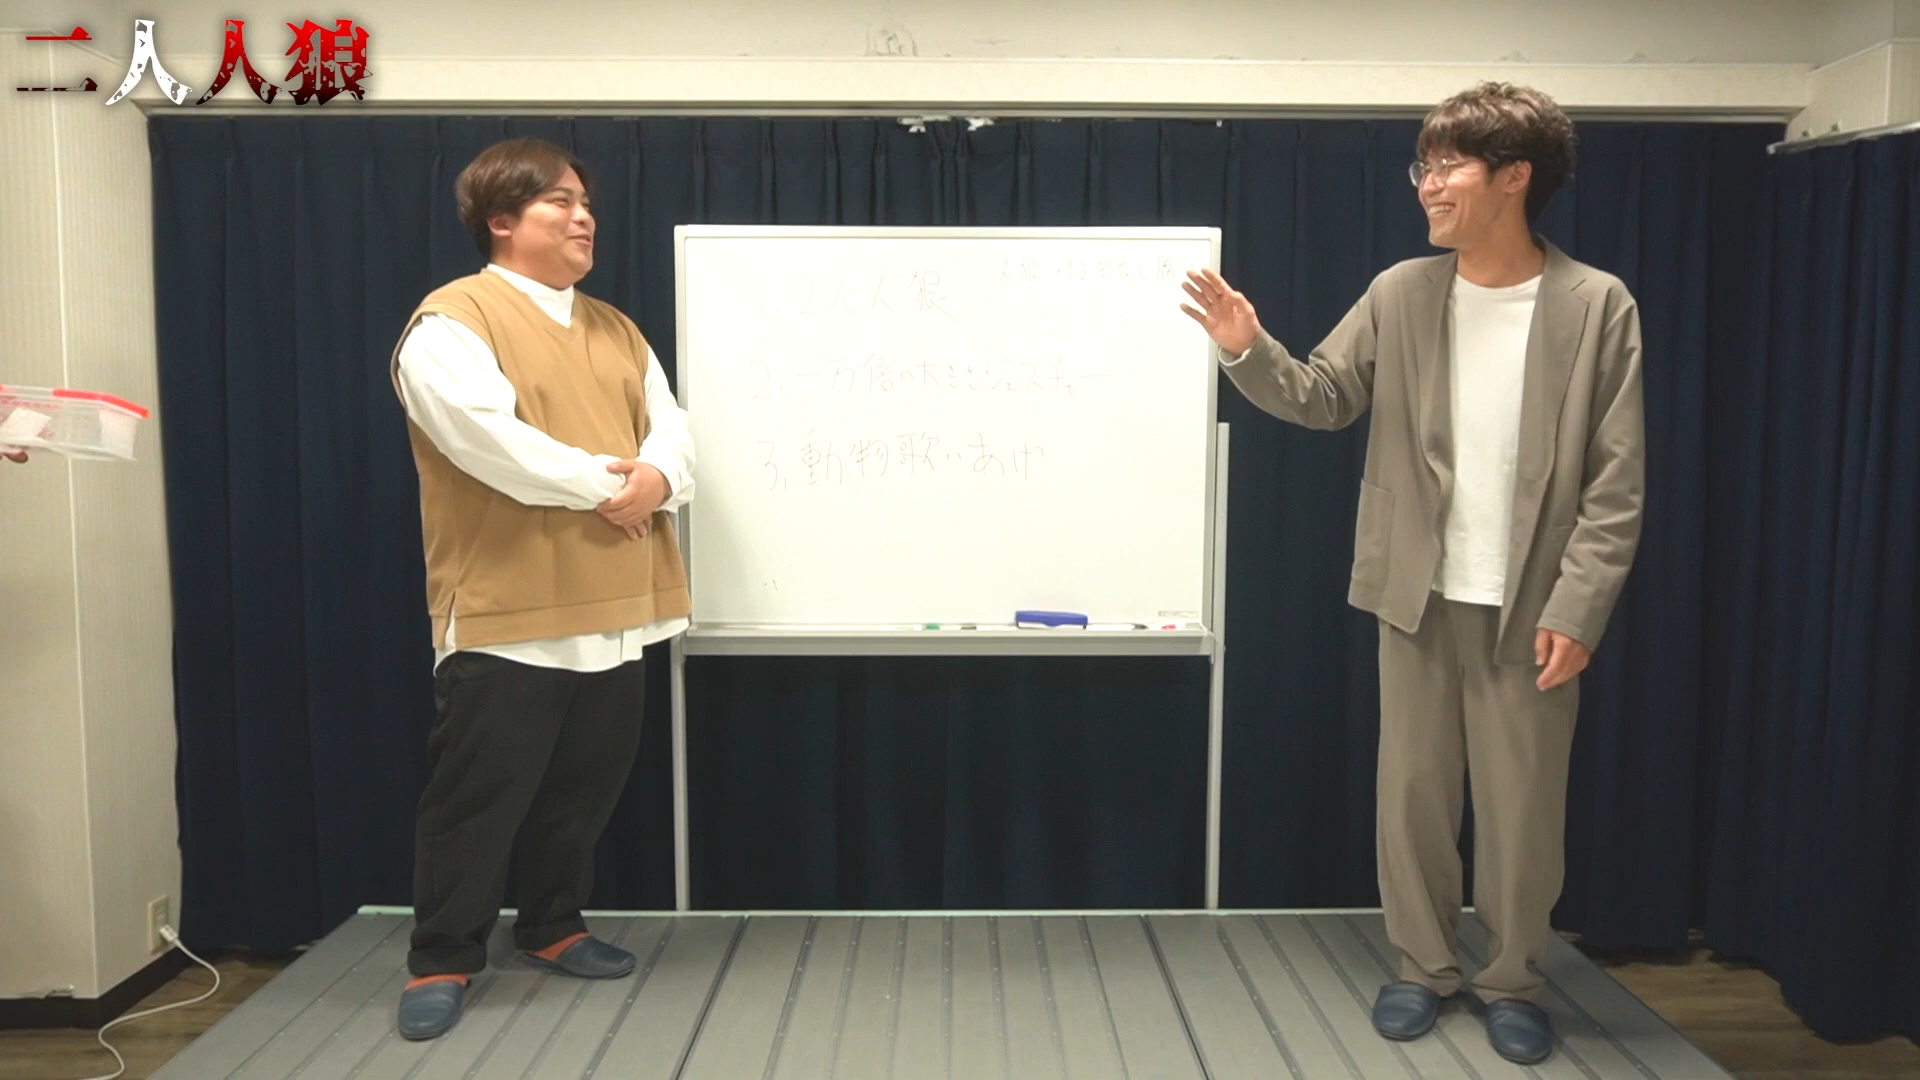 二人人狼
1. 二人人狼
2. 一万倍の大きさジェスチャー
3. 動物歌いあげ